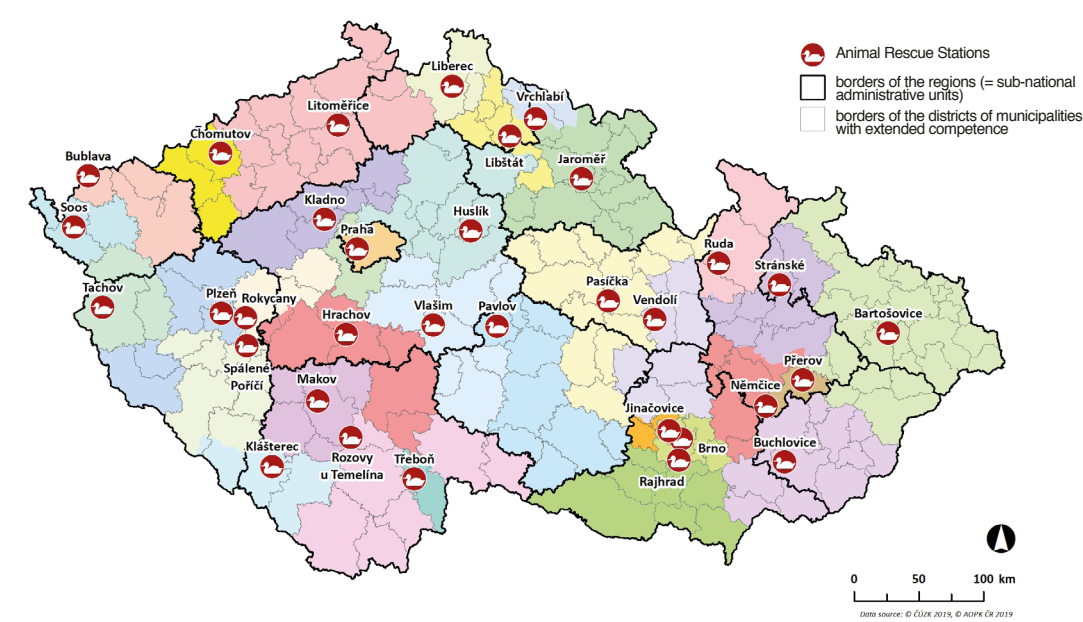 Animal Rescue Stations
borders of the regions (= sub-national
administrative units)
borders of the districts of municipalities
with extended competence
Liberec
Vrchlabí
Litoměřice
Chomutov
Bublava
Libštát
Jaroměř
Kladno
Soos
Huslík
Praha
Ruda
Stránské
Tachov
Plzeň
Rokycany
Pasíčka
Vendolí
Hrachov
Vlašim
Pavlov
Bartošovice
Spálené
Poříčí
Přerov
Makov
Němčice
Jinačovice
Klášterec
Rozovy
u Temelína
Třeboň
Brno
Buchlovice
Rajhrad
0 50 100 km
Data source: © ČÚZK 2019, © AOPK ČR 2019